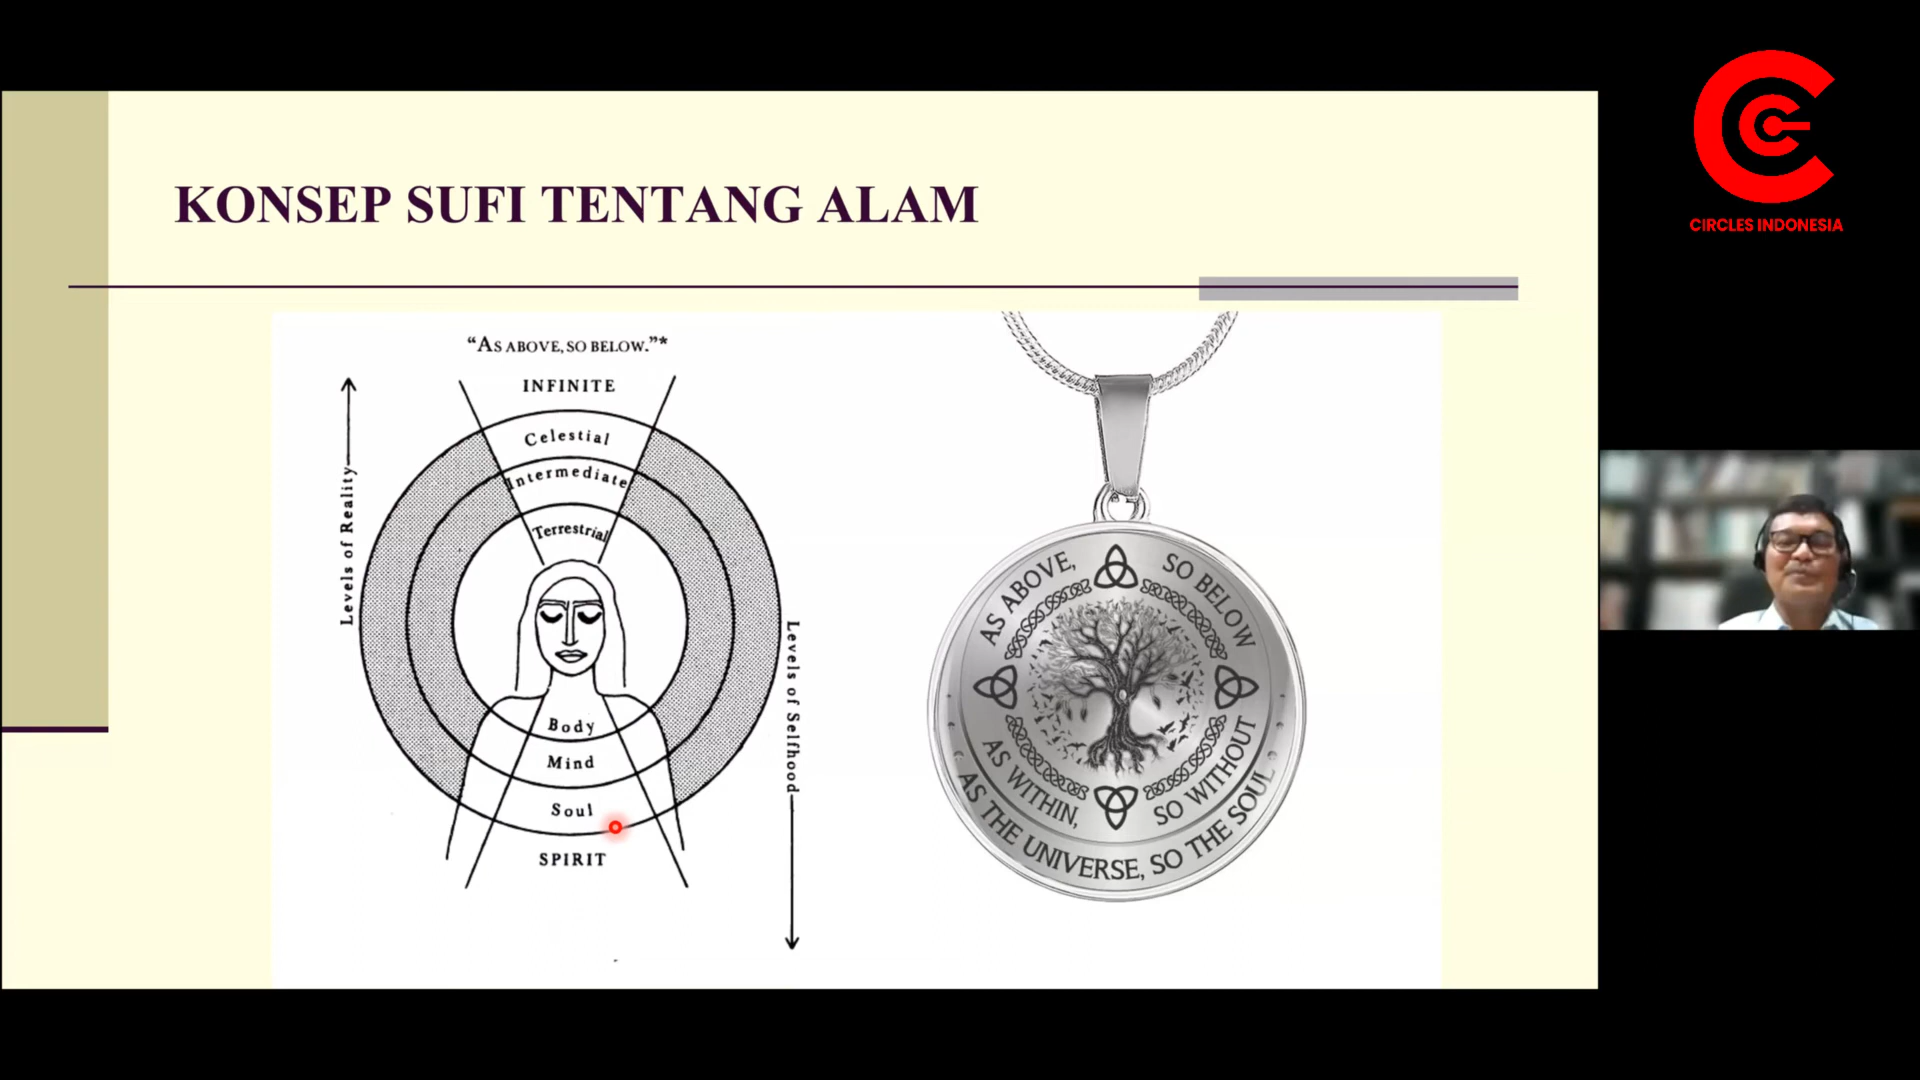 KONSEP SUFI TENTANG ALAM
CIRCLES INDONESIA
“AS ABOVE, SO BELOW.”*
INFINITE
Celestial
Intermediate
Terrestrial
Levels of Reality
Body
Mind
Soul
SPIRIT
Levels of Selfhood
AS ABOVE,
SO BELOW
AS WITHIN,
SO WITHOUT
AS THE UNIVERSE, SO THE SOUL